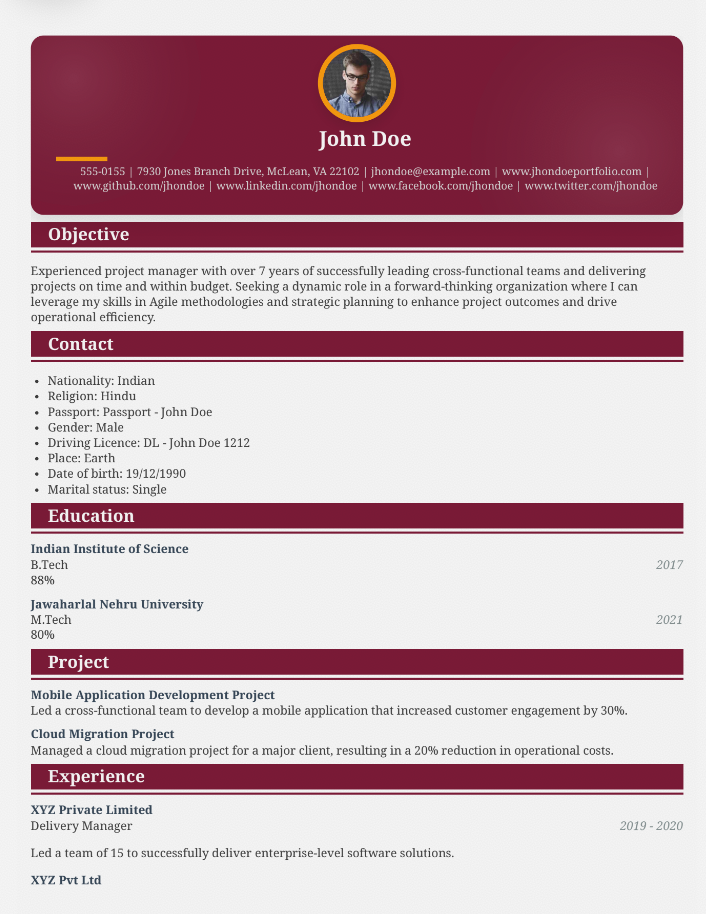 John Doe
555-0155 | 7930 Jones Branch Drive, McLean, VA 22102 | jhondoe@example.com | www.jhondoeportfolio.com |
www.github.com/jhondoe | www.linkedin.com/jhondoe | www.facebook.com/jhondoe | www.twitter.com/jhondoe
Objective
Experienced project manager with over 7 years of successfully leading cross-functional teams and delivering
projects on time and within budget. Seeking a dynamic role in a forward-thinking organization where I can
leverage my skills in Agile methodologies and strategic planning to enhance project outcomes and drive
operational efficiency.
Contact
• Nationality: Indian
• Religion: Hindu
• Passport: Passport - John Doe
• Gender: Male
• Driving Licence: DL - John Doe 1212
• Place: Earth
• Date of birth: 19/12/1990
• Marital status: Single
Education
Indian Institute of Science
B.Tech 2017
88%
Jawaharlal Nehru University
M.Tech 2021
80%
Project
Mobile Application Development Project
Led a cross-functional team to develop a mobile application that increased customer engagement by 30%.
Cloud Migration Project
Managed a cloud migration project for a major client, resulting in a 20% reduction in operational costs.
Experience
XYZ Private Limited
Delivery Manager 2019 - 2020
Led a team of 15 to successfully deliver enterprise-level software solutions.
XYZ Pvt Ltd